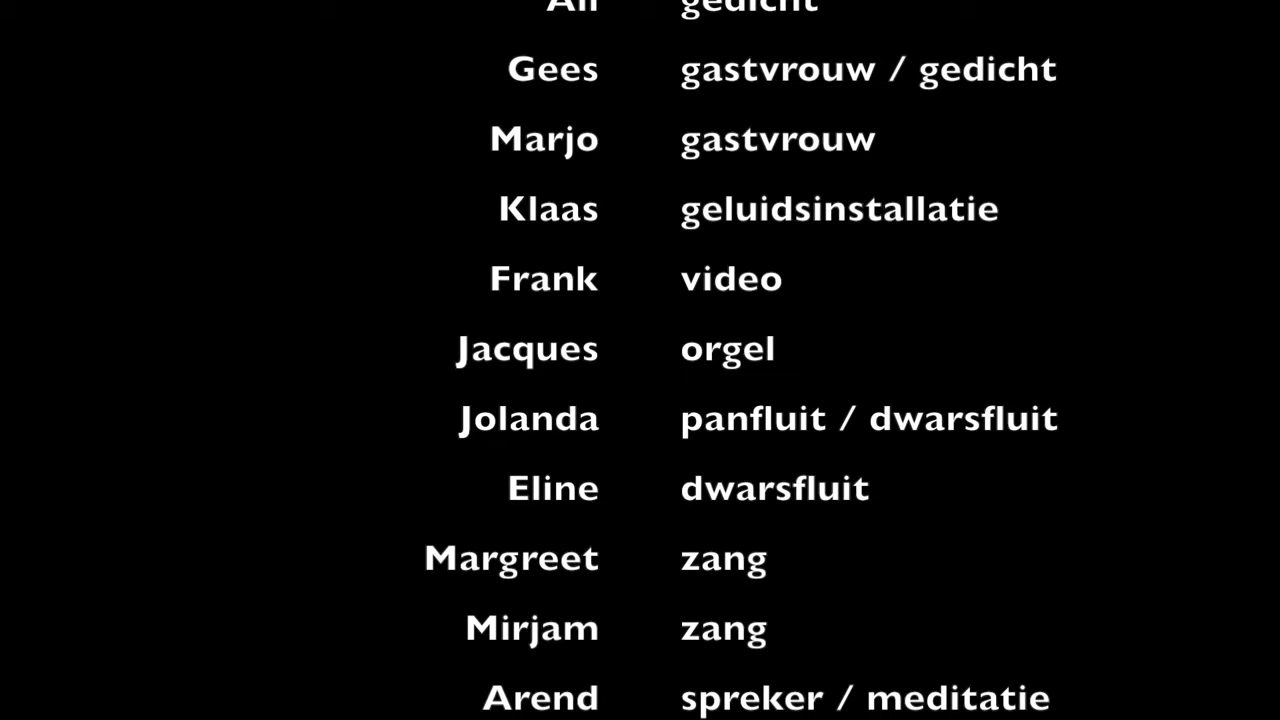 gedicht
Gees gastvrouw / gedicht
Marjo gastvrouw
Klaas geluidsinstallatie
Frank video
Jacques orgel
Jolanda panfluit / dwarsfluit
Eline dwarsfluit
Margreet zang
Mirjam zang
Arend spreker / meditatie